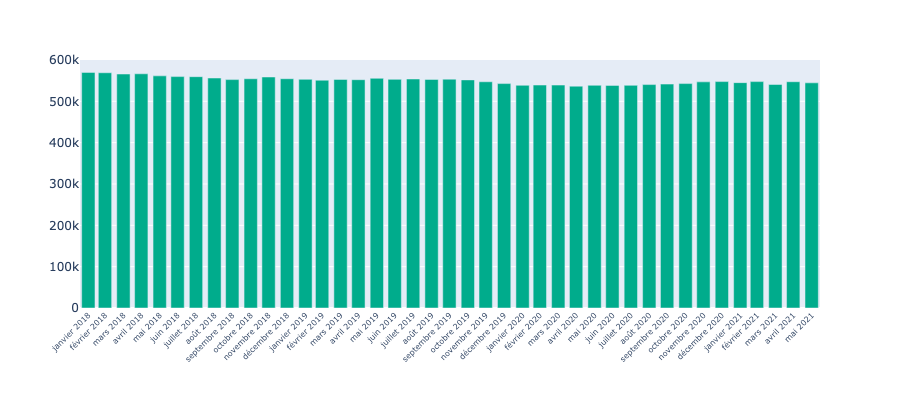 600k
500k
400k
300k
200k
100k
0
janvier 2018
février 2018
mars 2018
avril 2018
mai 2018
juin 2018
juillet 2018
août 2018
septembre 2018
octobre 2018
novembre 2018
décembre 2018
janvier 2019
février 2019
mars 2019
avril 2019
mai 2019
juin 2019
juillet 2019
août 2019
septembre 2019
octobre 2019
novembre 2019
décembre 2019
janvier 2020
février 2020
mars 2020
avril 2020
mai 2020
juin 2020
juillet 2020
août 2020
septembre 2020
octobre 2020
novembre 2020
décembre 2020
janvier 2021
février 2021
mars 2021
avril 2021
mai 2021